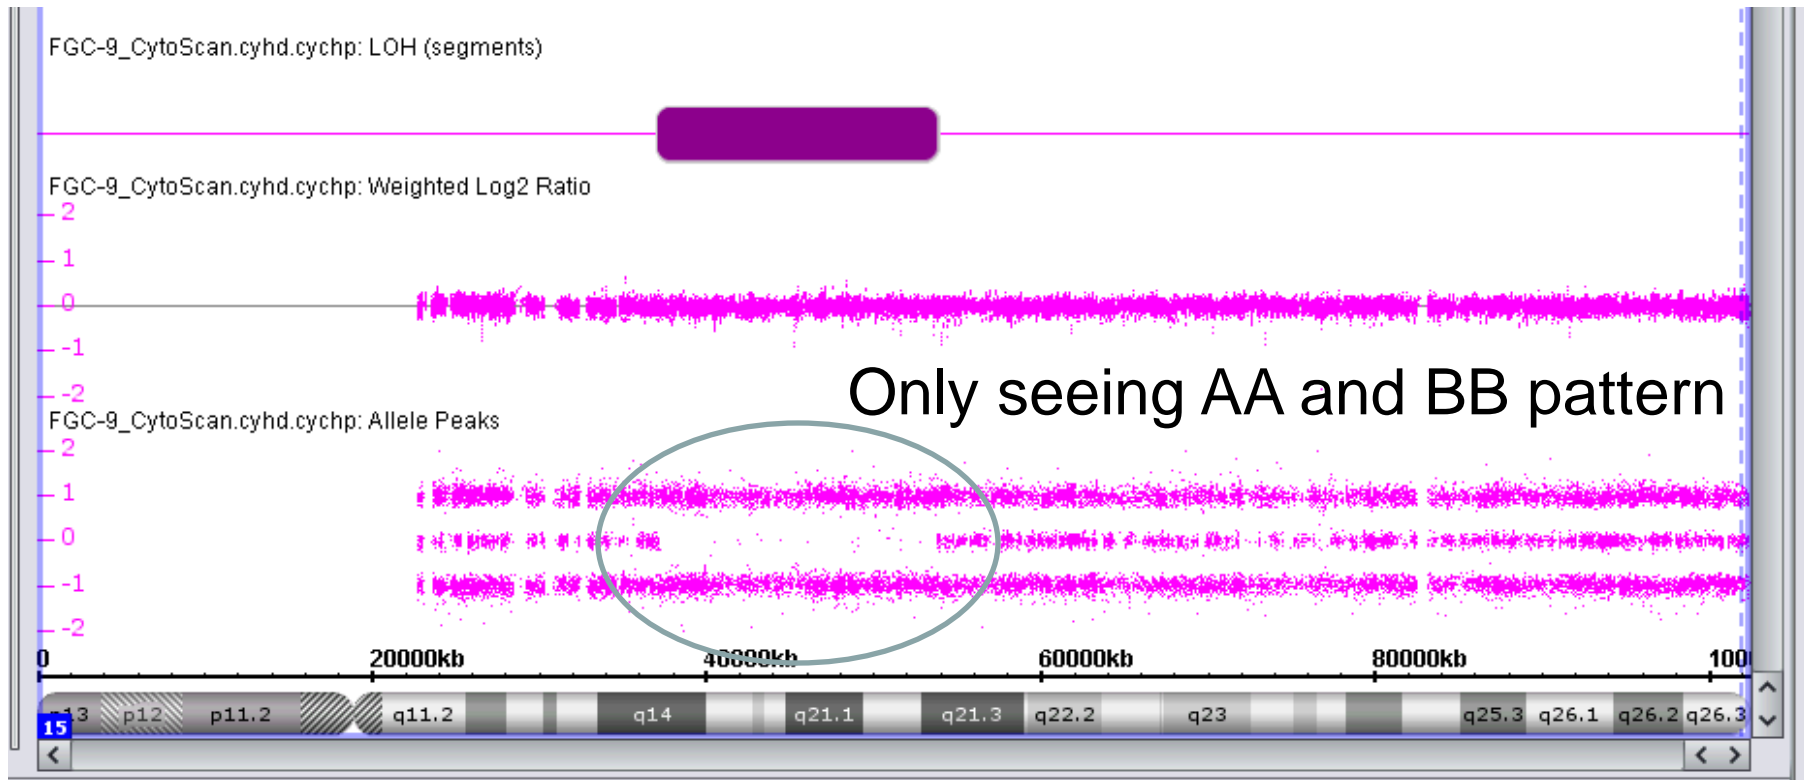 FGC-9_CytoScan.cyhd.cychp: LOH (segments)
FGC-9_CytoScan.cyhd.cychp: Weighted Log2 Ratio
2
1
0
-1
-2
Only seeing AA and BB pattern
FGC-9_CytoScan.cyhd.cychp: Allele Peaks
2
1
0
-1
-2
0 20000kb 40000kb 60000kb 80000kb 1000
p13 p12 p11.2 q11.2 q14 q21.1 q21.3 q22.2 q23 q25.3 q26.1 q26.2 q26.3
15